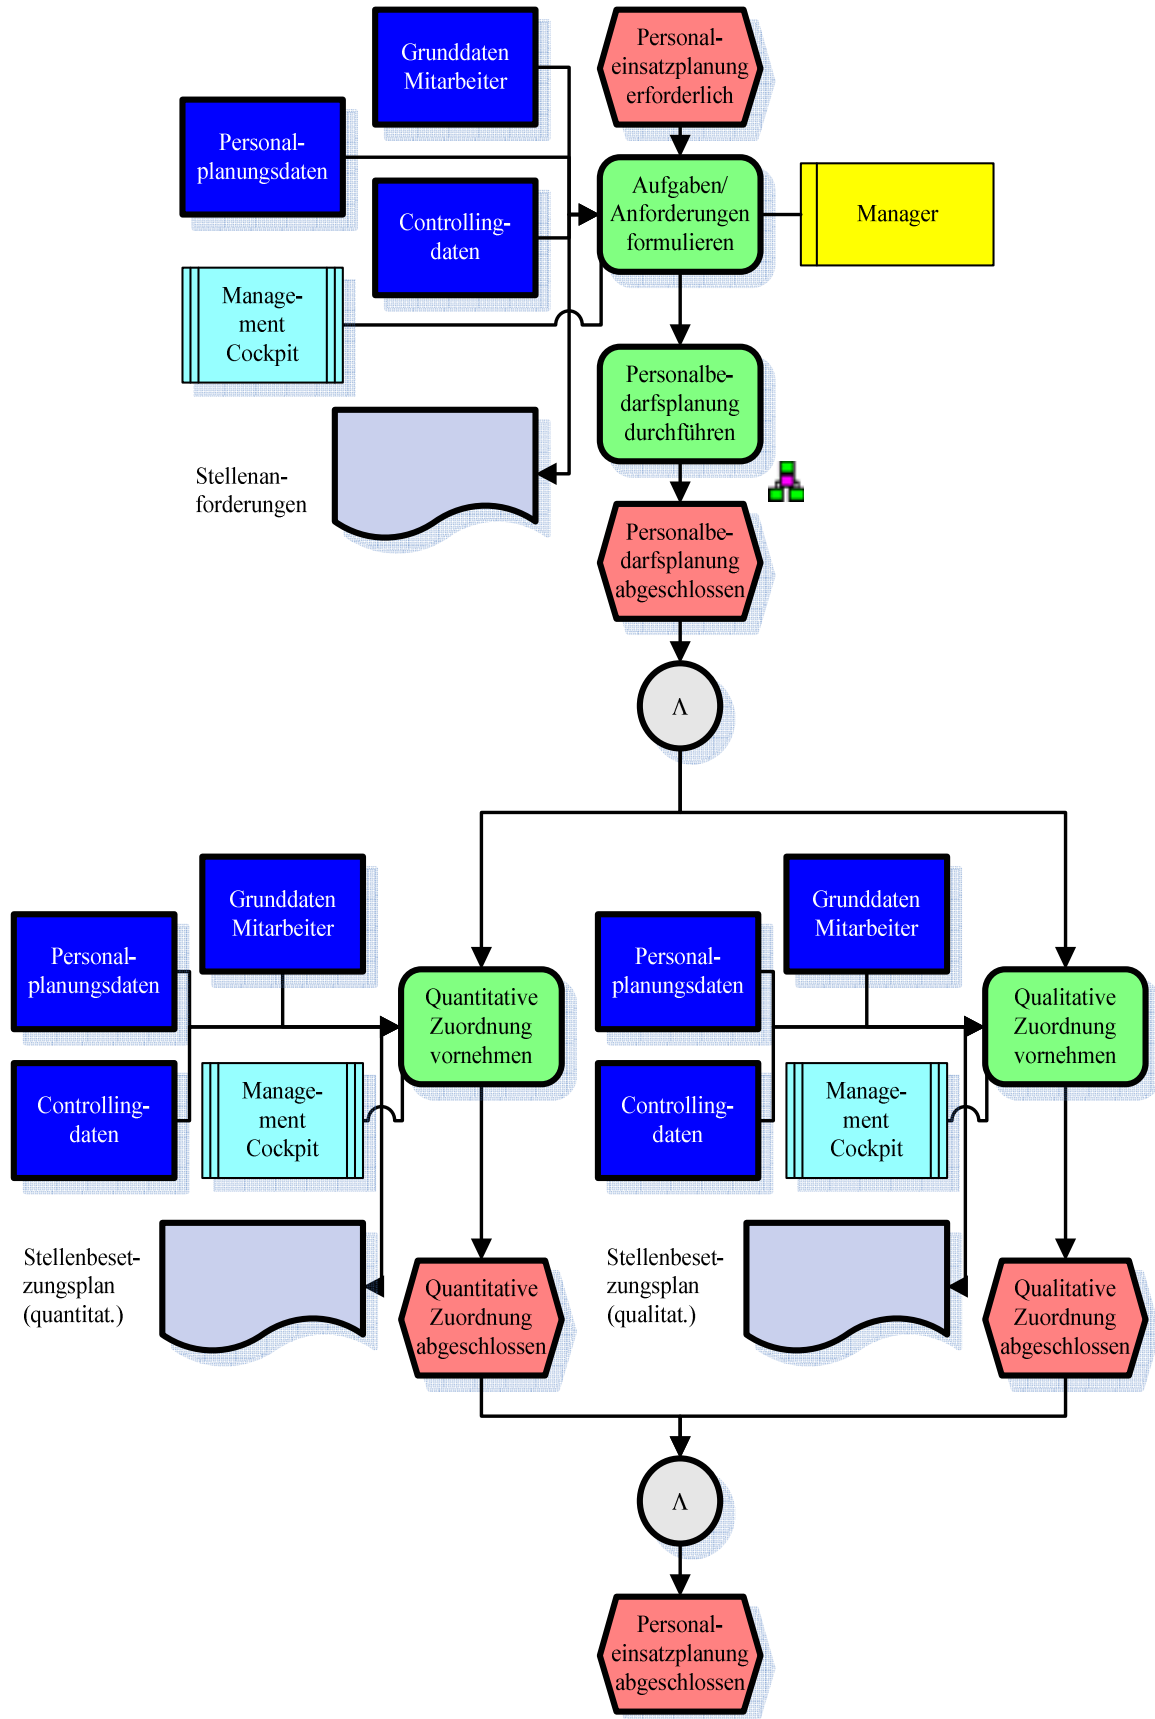 Grunddaten
Mitarbeiter
Personal-
einsatzplanung
erforderlich
Personal-
planungsdaten
Controlling-
daten
Aufgaben/
Anforderungen
formulieren
Manager
Manage-
ment
Cockpit
Personalbe-
darfsplanung
durchführen
Stellenan-
forderungen
Personalbe-
darfsplanung
abgeschlossen
Λ
Grunddaten
Mitarbeiter
Personal-
planungsdaten
Controlling-
daten
Manage-
ment
Cockpit
Quantitative
Zuordnung
vornehmen
Grunddaten
Mitarbeiter
Personal-
planungsdaten
Controlling-
daten
Manage-
ment
Cockpit
Qualitative
Zuordnung
vornehmen
Stellenbeset-
zungsplan
(quantitat.)
Quantitative
Zuordnung
abgeschlossen
Stellenbeset-
zungsplan
(qualitat.)
Qualitative
Zuordnung
abgeschlossen
Λ
Personal-
einsatzplanung
abgeschlossen